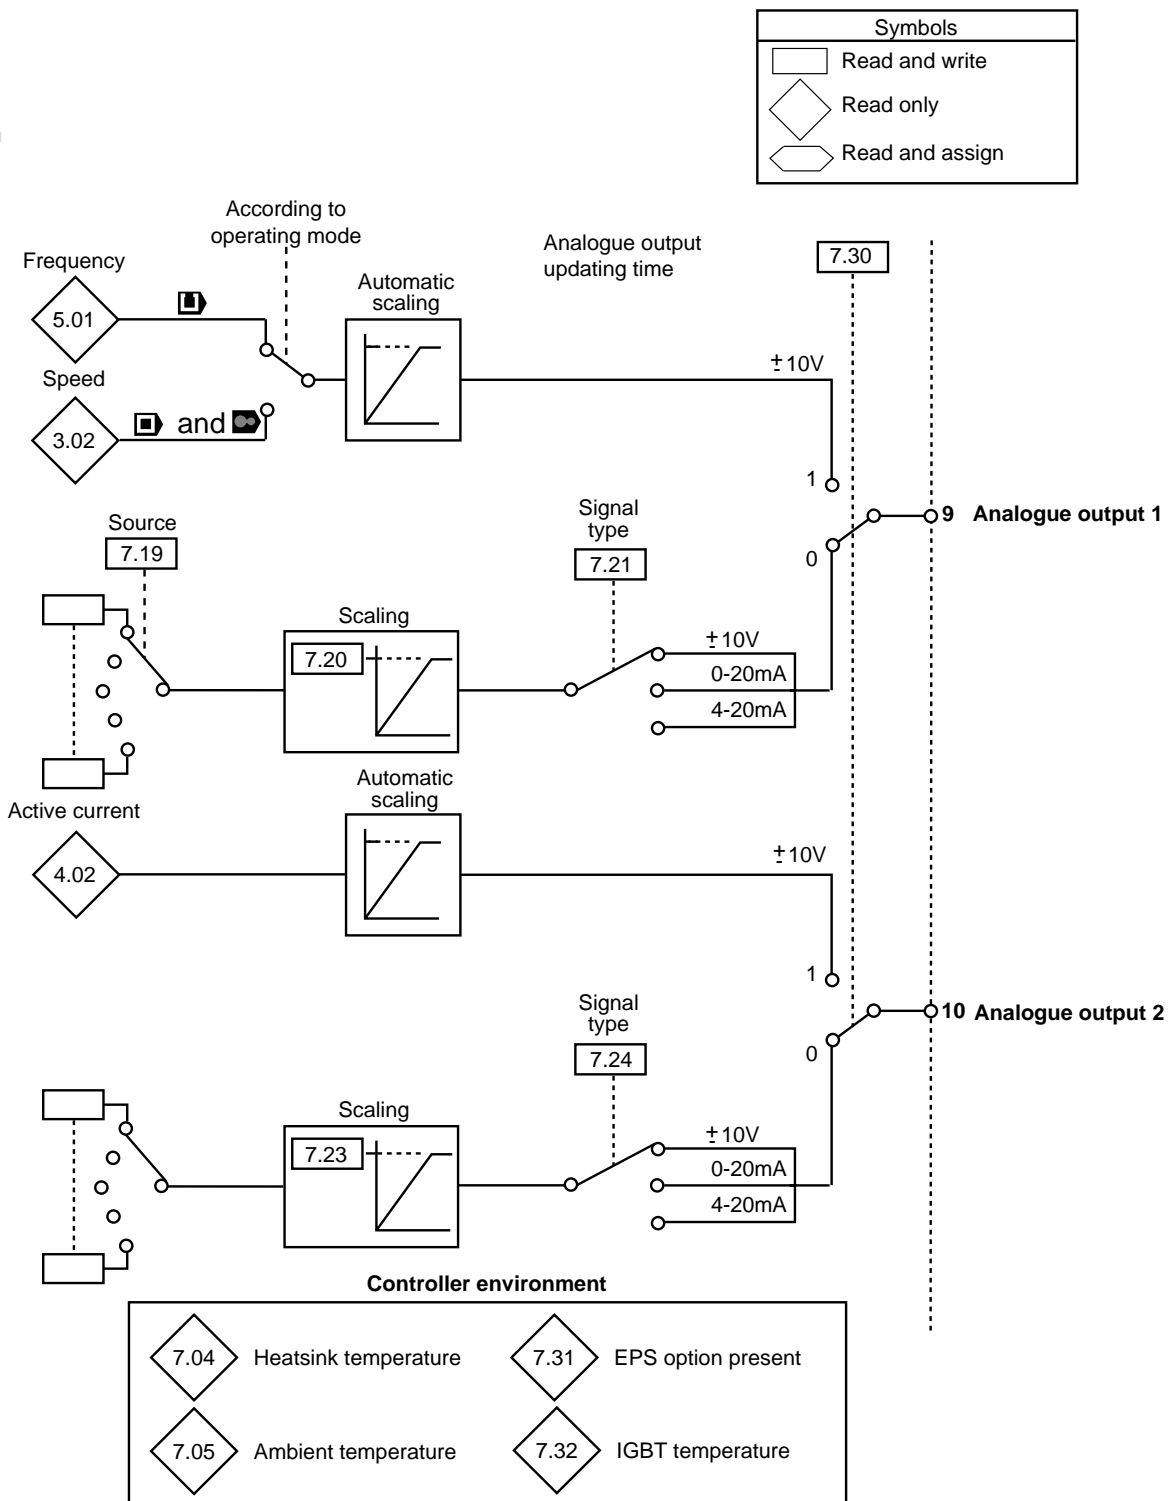 Symbols
Read and write
Read only
Read and assign
According to
operating mode
Analogue output
updating time
7.30
Frequency
5.01
Automatic
scaling
±10V
Speed
3.02
and
1
9 Analogue output 1
0
Source
7.19
Signal
type
7.21
Scaling
7.20
±10V
0-20mA
4-20mA
Active current
4.02
Automatic
scaling
±10V
1
10 Analogue output 2
0
Signal
type
7.24
Scaling
7.23
±10V
0-20mA
4-20mA
Controller environment
7.04 Heatsink temperature
7.31 EPS option present
7.05 Ambient temperature
7.32 IGBT temperature